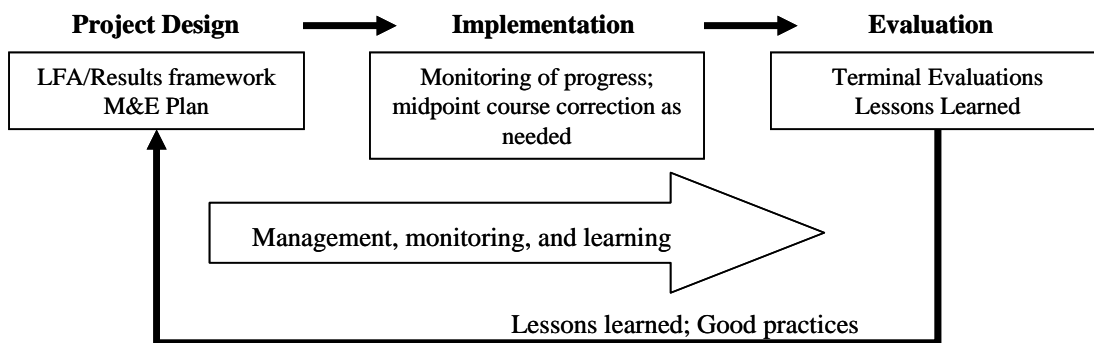 Project Design
Implementation
Evaluation
LFA/Results framework
M&E Plan
Monitoring of progress;
midpoint course correction as
needed
Terminal Evaluations
Lessons Learned
Management, monitoring, and learning
Lessons learned; Good practices